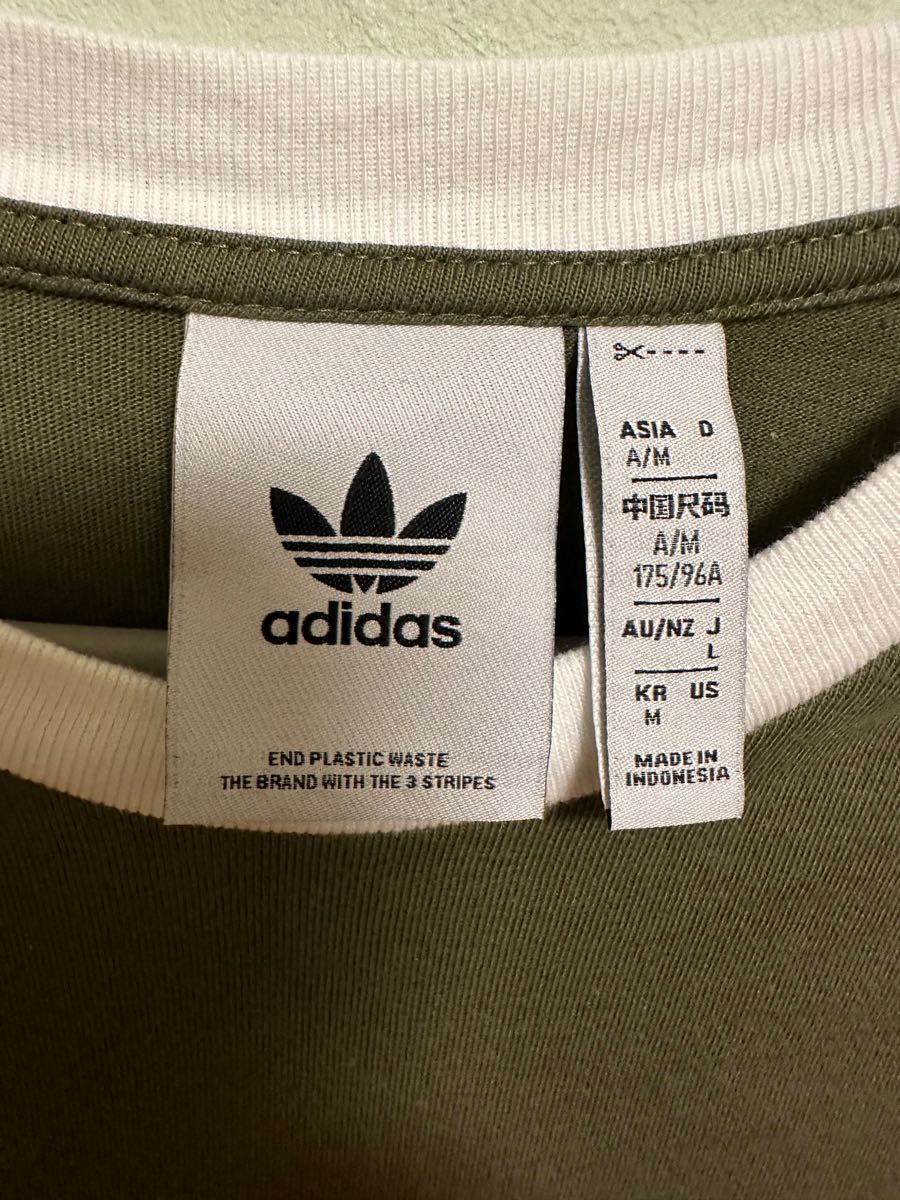 adidas
END PLASTIC WASTE
THE BRAND WITH THE 3 STRIPES
ASIA D
A/M
中国尺码
A/M
175/96A
AU/NZ J
L
KR US
M
MADE IN
INDONESIA